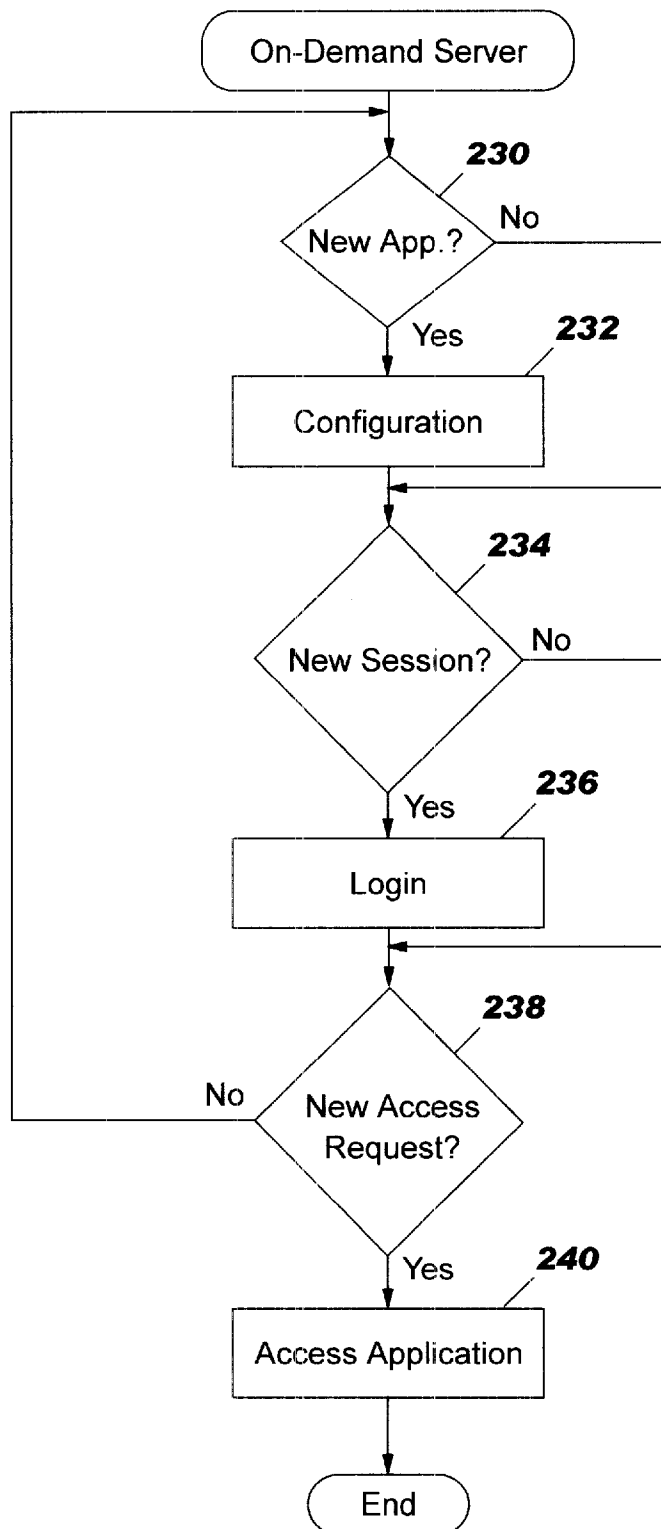 On-Demand Server
230
New App.?
No
Yes
232
Configuration
234
New Session?
No
Yes
236
Login
238
No
New Access
Request?
Yes
240
Access Application
End